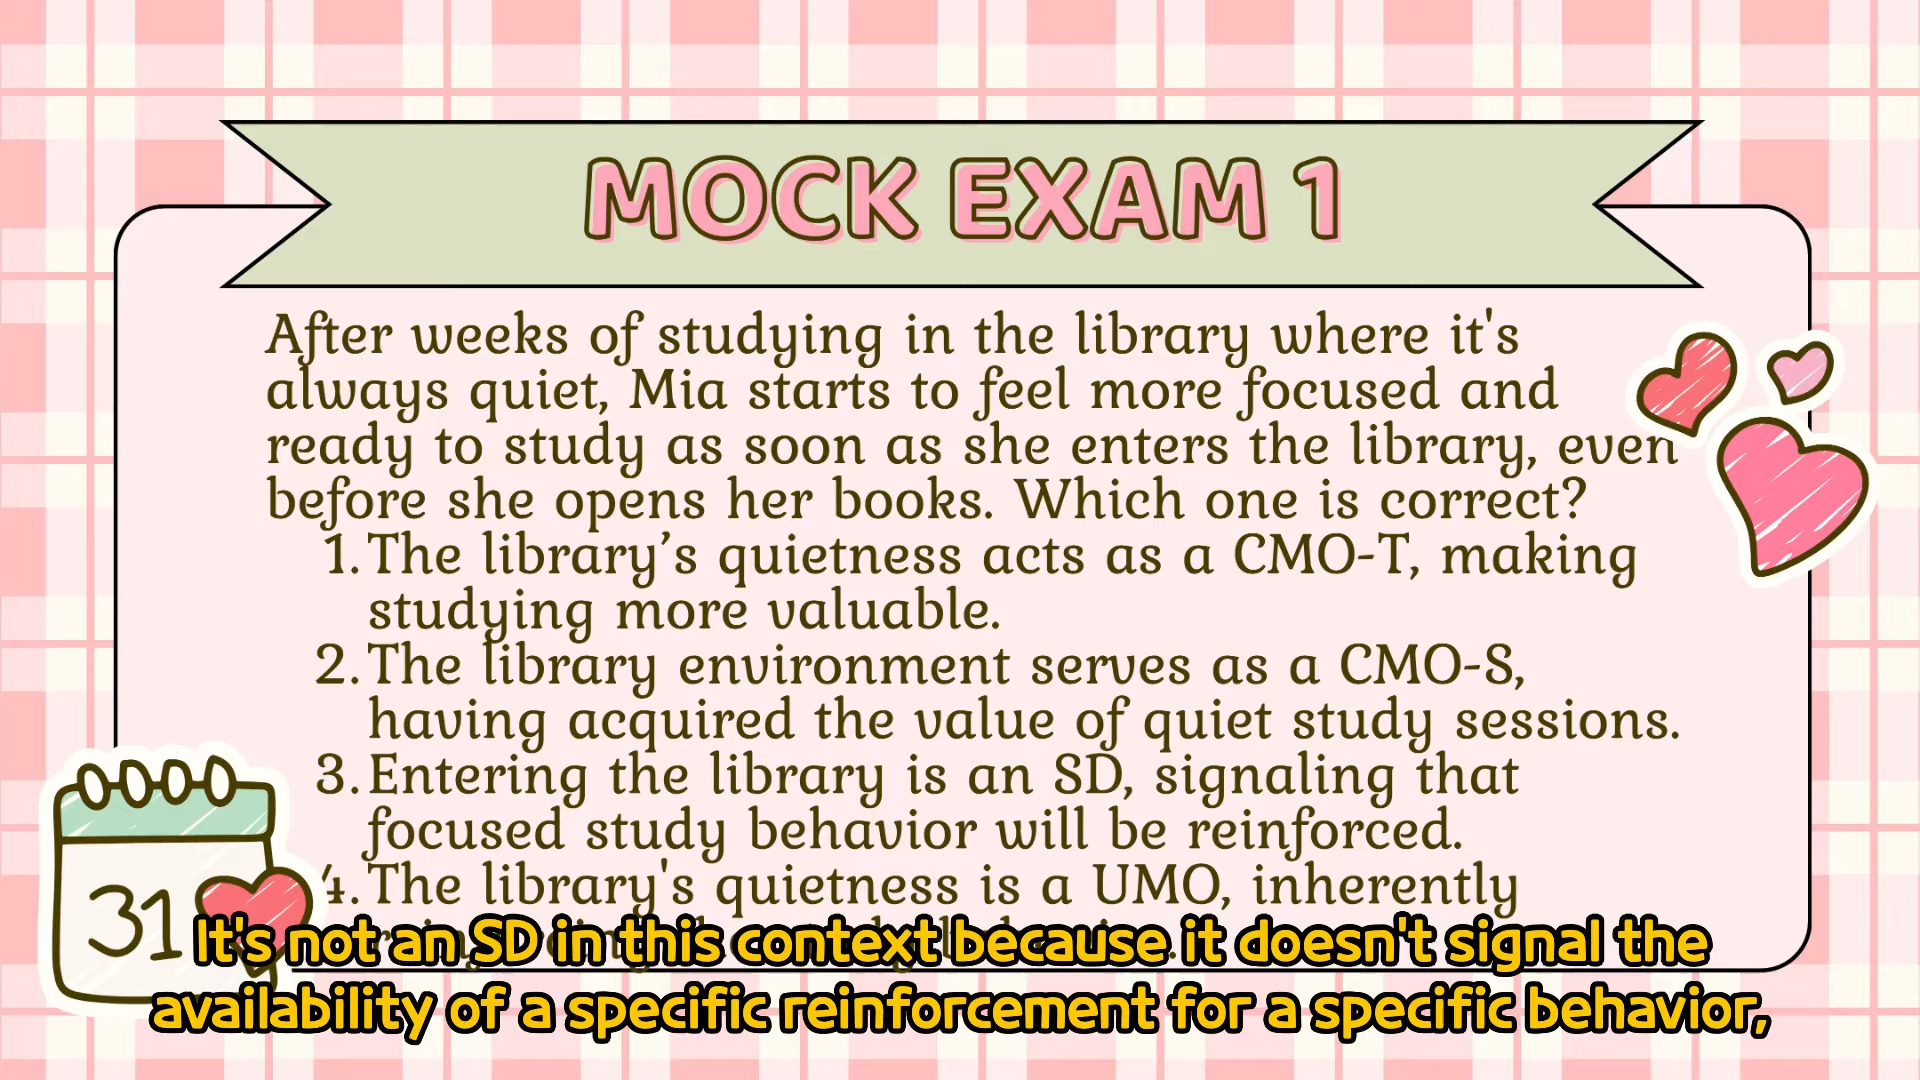 MOCK EXAM 1
After weeks of studying in the library where it's
always quiet, Mia starts to feel more focused and
ready to study as soon as she enters the library, even
before she opens her books. Which one is correct?
1. The library’s quietness acts as a CMO-T, making
studying more valuable.
2. The library environment serves as a CMO-S,
having acquired the value of quiet study sessions.
3. Entering the library is an SD, signaling that
focused study behavior will be reinforced.
4. The library's quietness is a UMO, inherently
31
It's not an SD in this context because it doesn't signal the
availability of a specific reinforcement for a specific behavior,